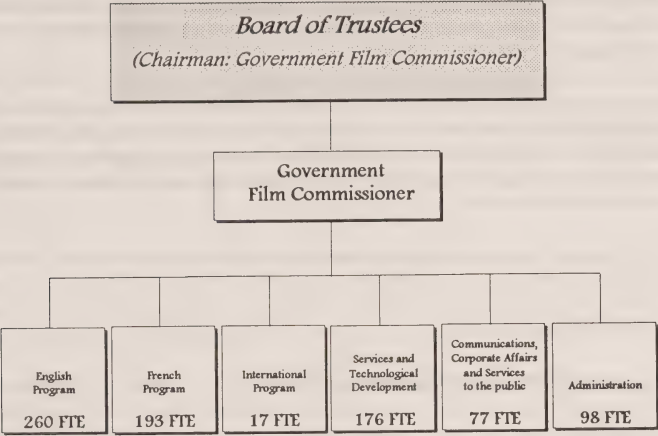 Board of Trustees
(Chairman: Government Film Commissioner)
Government
Film Commissioner
English
Program
260 FTE
French
Program
193 FTE
International
Program
17 FTE
Services and
Technological
Development
176 FTE
Communications,
Corporate Affairs
and Services
to the public
77 FTE
Administration
98 FTE